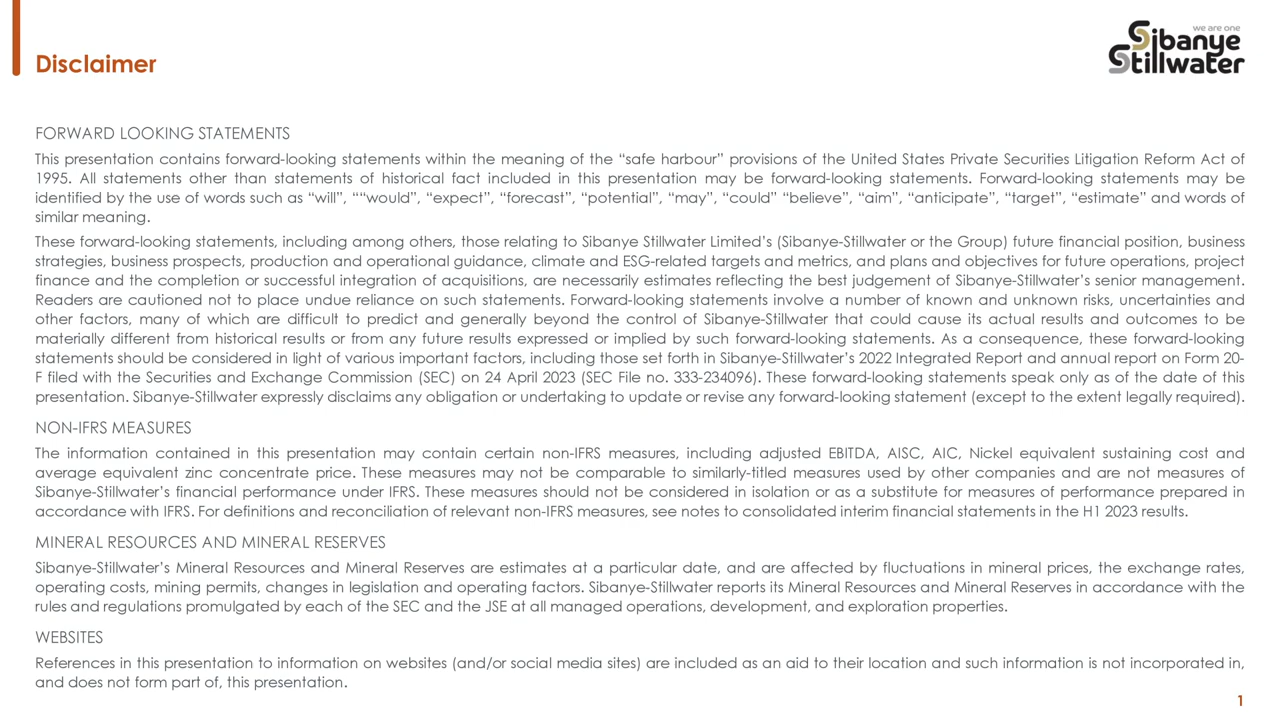 we are one
Sibanye
Stillwater
Disclaimer
FORWARD LOOKING STATEMENTS
This presentation contains forward-looking statements within the meaning of the “safe harbour” provisions of the United States Private Securities Litigation Reform Act of
1995. All statements other than statements of historical fact included in this presentation may be forward-looking statements. Forward-looking statements may be
identified by the use of words such as “will”, ““would”, “expect”, “forecast”, “potential”, “may”, “could” “believe”, “aim”, “anticipate”, “target”, “estimate” and words of
similar meaning.
These forward-looking statements, including among others, those relating to Sibanye Stillwater Limited’s (Sibanye-Stillwater or the Group) future financial position, business
strategies, business prospects, production and operational guidance, climate and ESG-related targets and metrics, and plans and objectives for future operations, project
finance and the completion or successful integration of acquisitions, are necessarily estimates reflecting the best judgement of Sibanye-Stillwater’s senior management.
Readers are cautioned not to place undue reliance on such statements. Forward-looking statements involve a number of known and unknown risks, uncertainties and
other factors, many of which are difficult to predict and generally beyond the control of Sibanye-Stillwater that could cause its actual results and outcomes to be
materially different from historical results or from any future results expressed or implied by such forward-looking statements. As a consequence, these forward-looking
statements should be considered in light of various important factors, including those set forth in Sibanye-Stillwater’s 2022 Integrated Report and annual report on Form 20-
F filed with the Securities and Exchange Commission (SEC) on 24 April 2023 (SEC File no. 333-234096). These forward-looking statements speak only as of the date of this
presentation. Sibanye-Stillwater expressly disclaims any obligation or undertaking to update or revise any forward-looking statement (except to the extent legally required).
NON-IFRS MEASURES
The information contained in this presentation may contain certain non-IFRS measures, including adjusted EBITDA, AISC, AIC, Nickel equivalent sustaining cost and
average equivalent zinc concentrate price. These measures may not be comparable to similarly-titled measures used by other companies and are not measures of
Sibanye-Stillwater’s financial performance under IFRS. These measures should not be considered in isolation or as a substitute for measures of performance prepared in
accordance with IFRS. For definitions and reconciliation of relevant non-IFRS measures, see notes to consolidated interim financial statements in the H1 2023 results.
MINERAL RESOURCES AND MINERAL RESERVES
Sibanye-Stillwater’s Mineral Resources and Mineral Reserves are estimates at a particular date, and are affected by fluctuations in mineral prices, the exchange rates,
operating costs, mining permits, changes in legislation and operating factors. Sibanye-Stillwater reports its Mineral Resources and Mineral Reserves in accordance with the
rules and regulations promulgated by each of the SEC and the JSE at all managed operations, development, and exploration properties.
WEBSITES
References in this presentation to information on websites (and/or social media sites) are included as an aid to their location and such information is not incorporated in,
and does not form part of, this presentation.
1